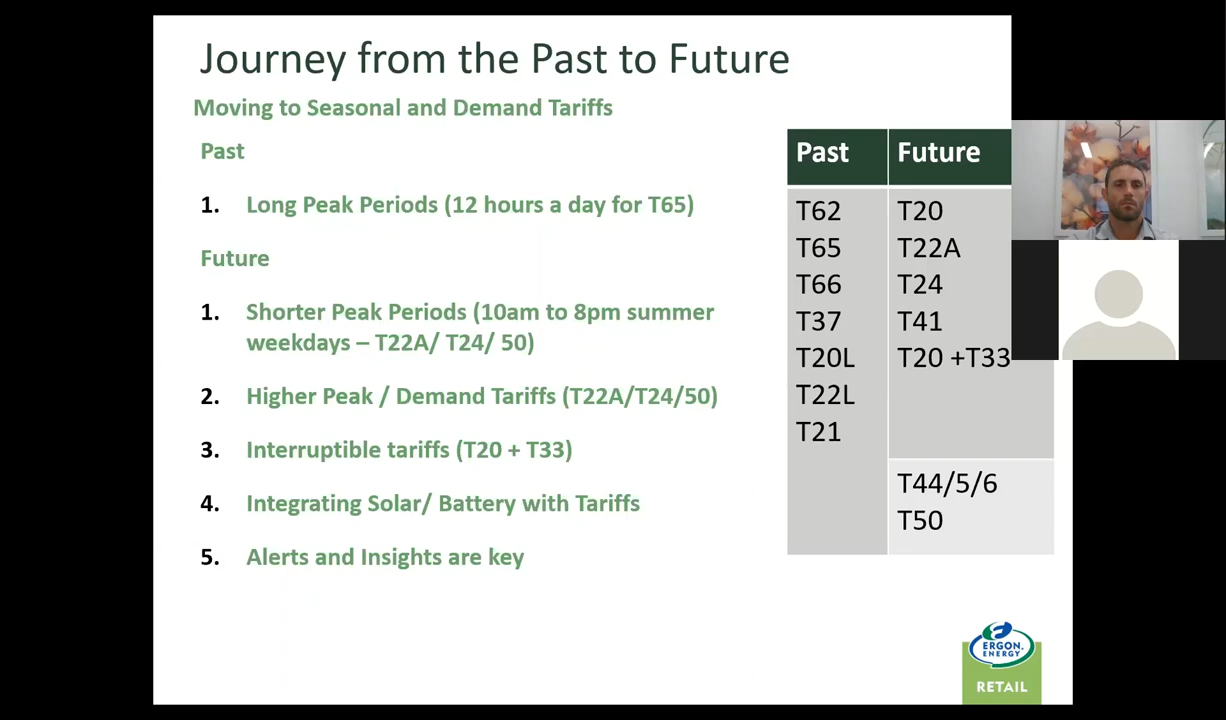 Journey from the Past to Future
Moving to Seasonal and Demand Tariffs
Past
1. Long Peak Periods (12 hours a day for T65)
Future
1. Shorter Peak Periods (10am to 8pm summer
weekdays – T22A/ T24/ 50)
2. Higher Peak / Demand Tariffs (T22A/T24/50)
3. Interruptible tariffs (T20 + T33)
4. Integrating Solar/ Battery with Tariffs
5. Alerts and Insights are key
Past Future
T62 T20
T65 T22A
T66 T24
T37 T41
T20L T20 +T33
T22L
T21
T44/5/6
T50
ERGON.
ENERGY
RETAIL